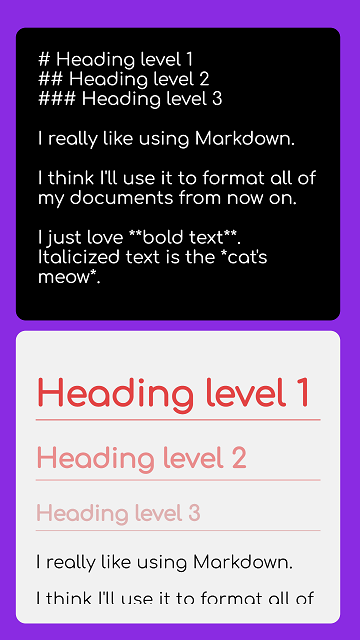 # Heading level 1
## Heading level 2
### Heading level 3
I really like using Markdown.
I think I'll use it to format all of
my documents from now on.
I just love **bold text**.
Italicized text is the *cat's
meow*.
Heading level 1
Heading level 2
Heading level 3
I really like using Markdown.
I think I'll use it to format all of